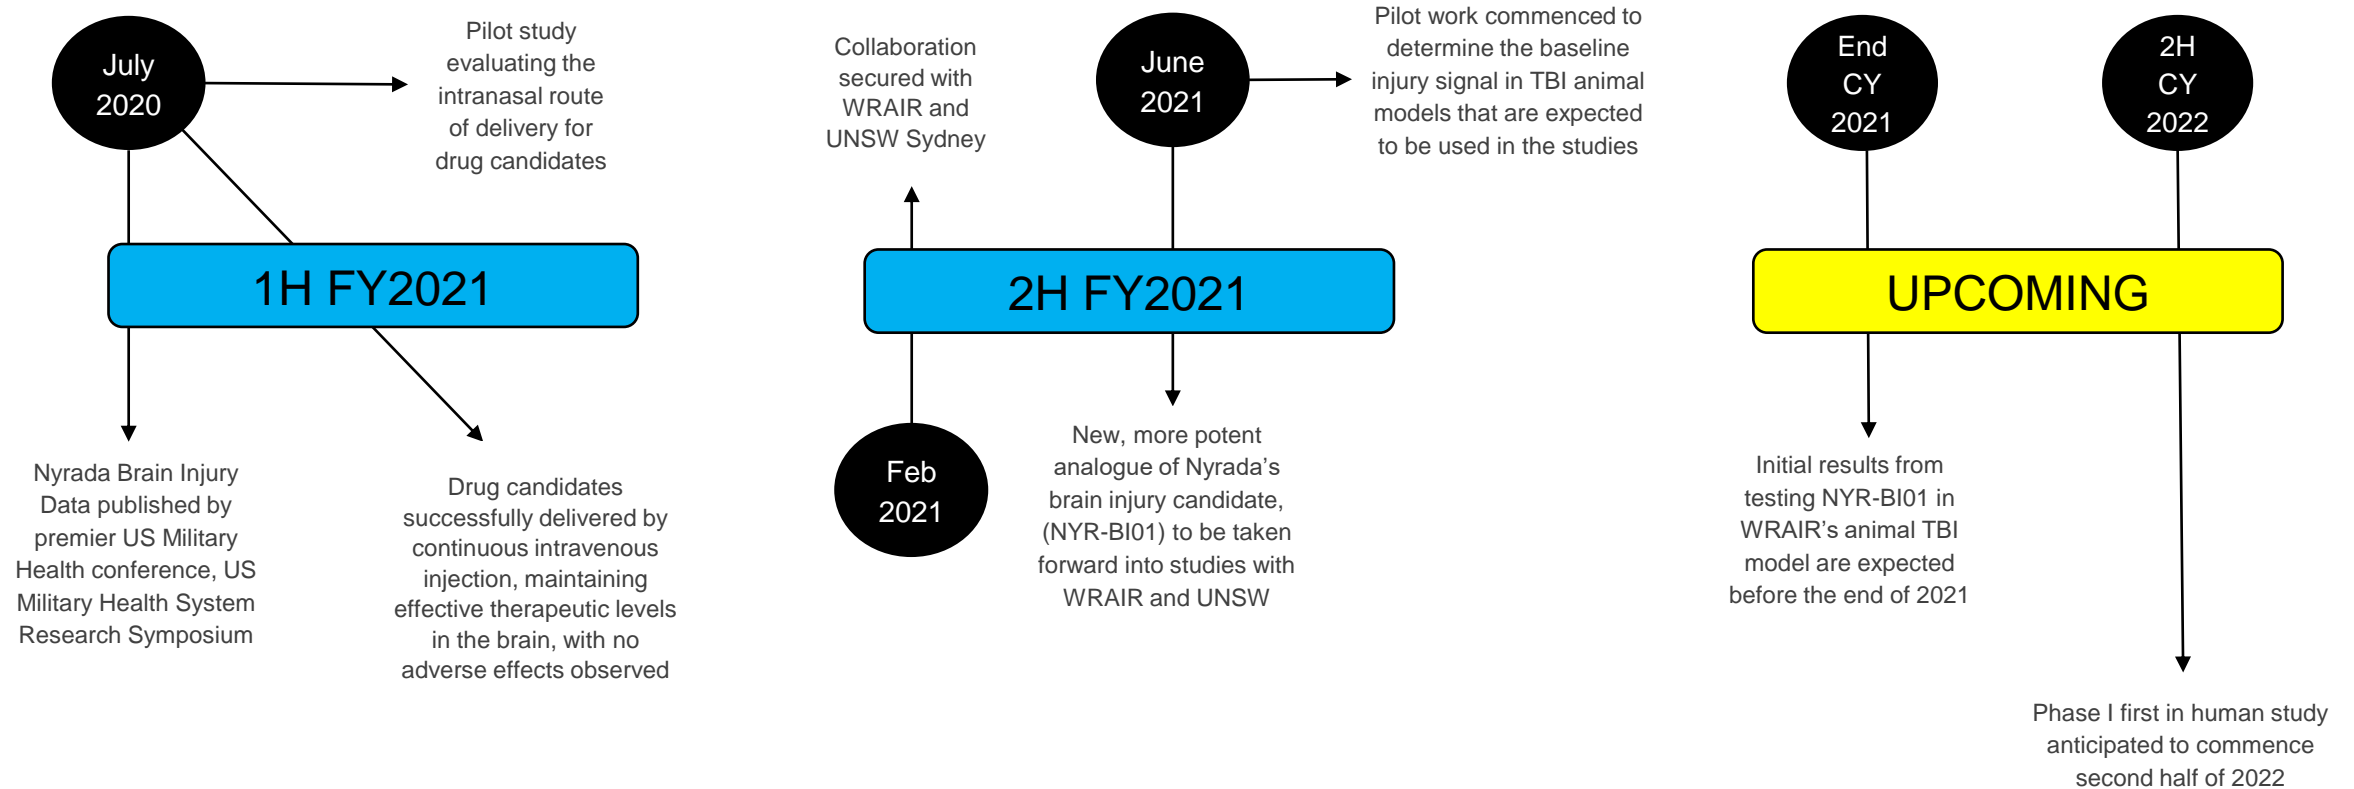 July
2020
Pilot study
evaluating the
intranasal route
of delivery for
drug candidates
1H FY2021
Nyrada Brain Injury
Data published by
premier US Military
Health conference, US
Military Health System
Research Symposium
Drug candidates
successfully delivered by
continuous intravenous
injection, maintaining
effective therapeutic levels
in the brain, with no
adverse effects observed
Collaboration
secured with
WRAIR and
UNSW Sydney
June
2021
Pilot work commenced to
determine the baseline
injury signal in TBI animal
models that are expected
to be used in the studies
2H FY2021
Feb
2021
New, more potent
analogue of Nyrada’s
brain injury candidate,
(NYR-BI01) to be taken
forward into studies with
WRAIR and UNSW
End
CY
2021
2H
CY
2022
UPCOMING
Initial results from
testing NYR-BI01 in
WRAIR’s animal TBI
model are expected
before the end of 2021
Phase I first in human study
anticipated to commence
second half of 2022